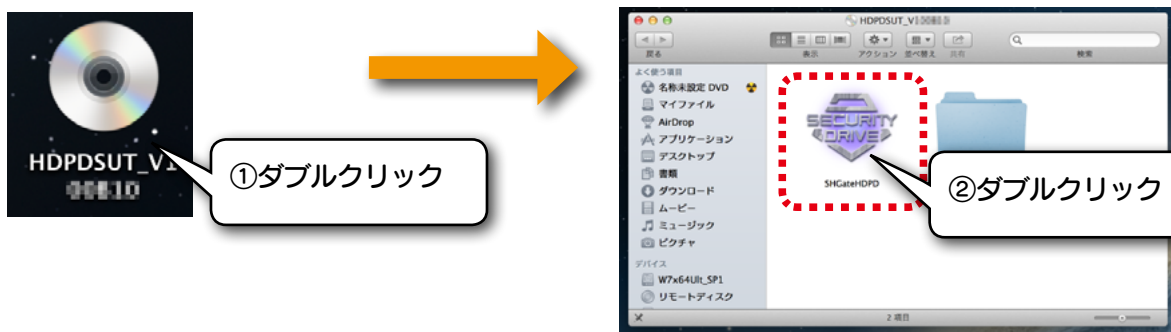 HDPDSUT_V1
①ダブルクリック
HDPDSUT_V1
戻る
表示
アクション
並べ替え
共有
検索
よく使う項目
名称未設定 DVD
マイファイル
AirDrop
アプリケーション
デスクトップ
書類
ダウンロード
ムービー
ミュージック
ピクチャ
デバイス
W7x64Ult_SP1
リモートディスク
SECURITY
DRIVE
SHGateHDPD
②ダブルクリック
2 項目